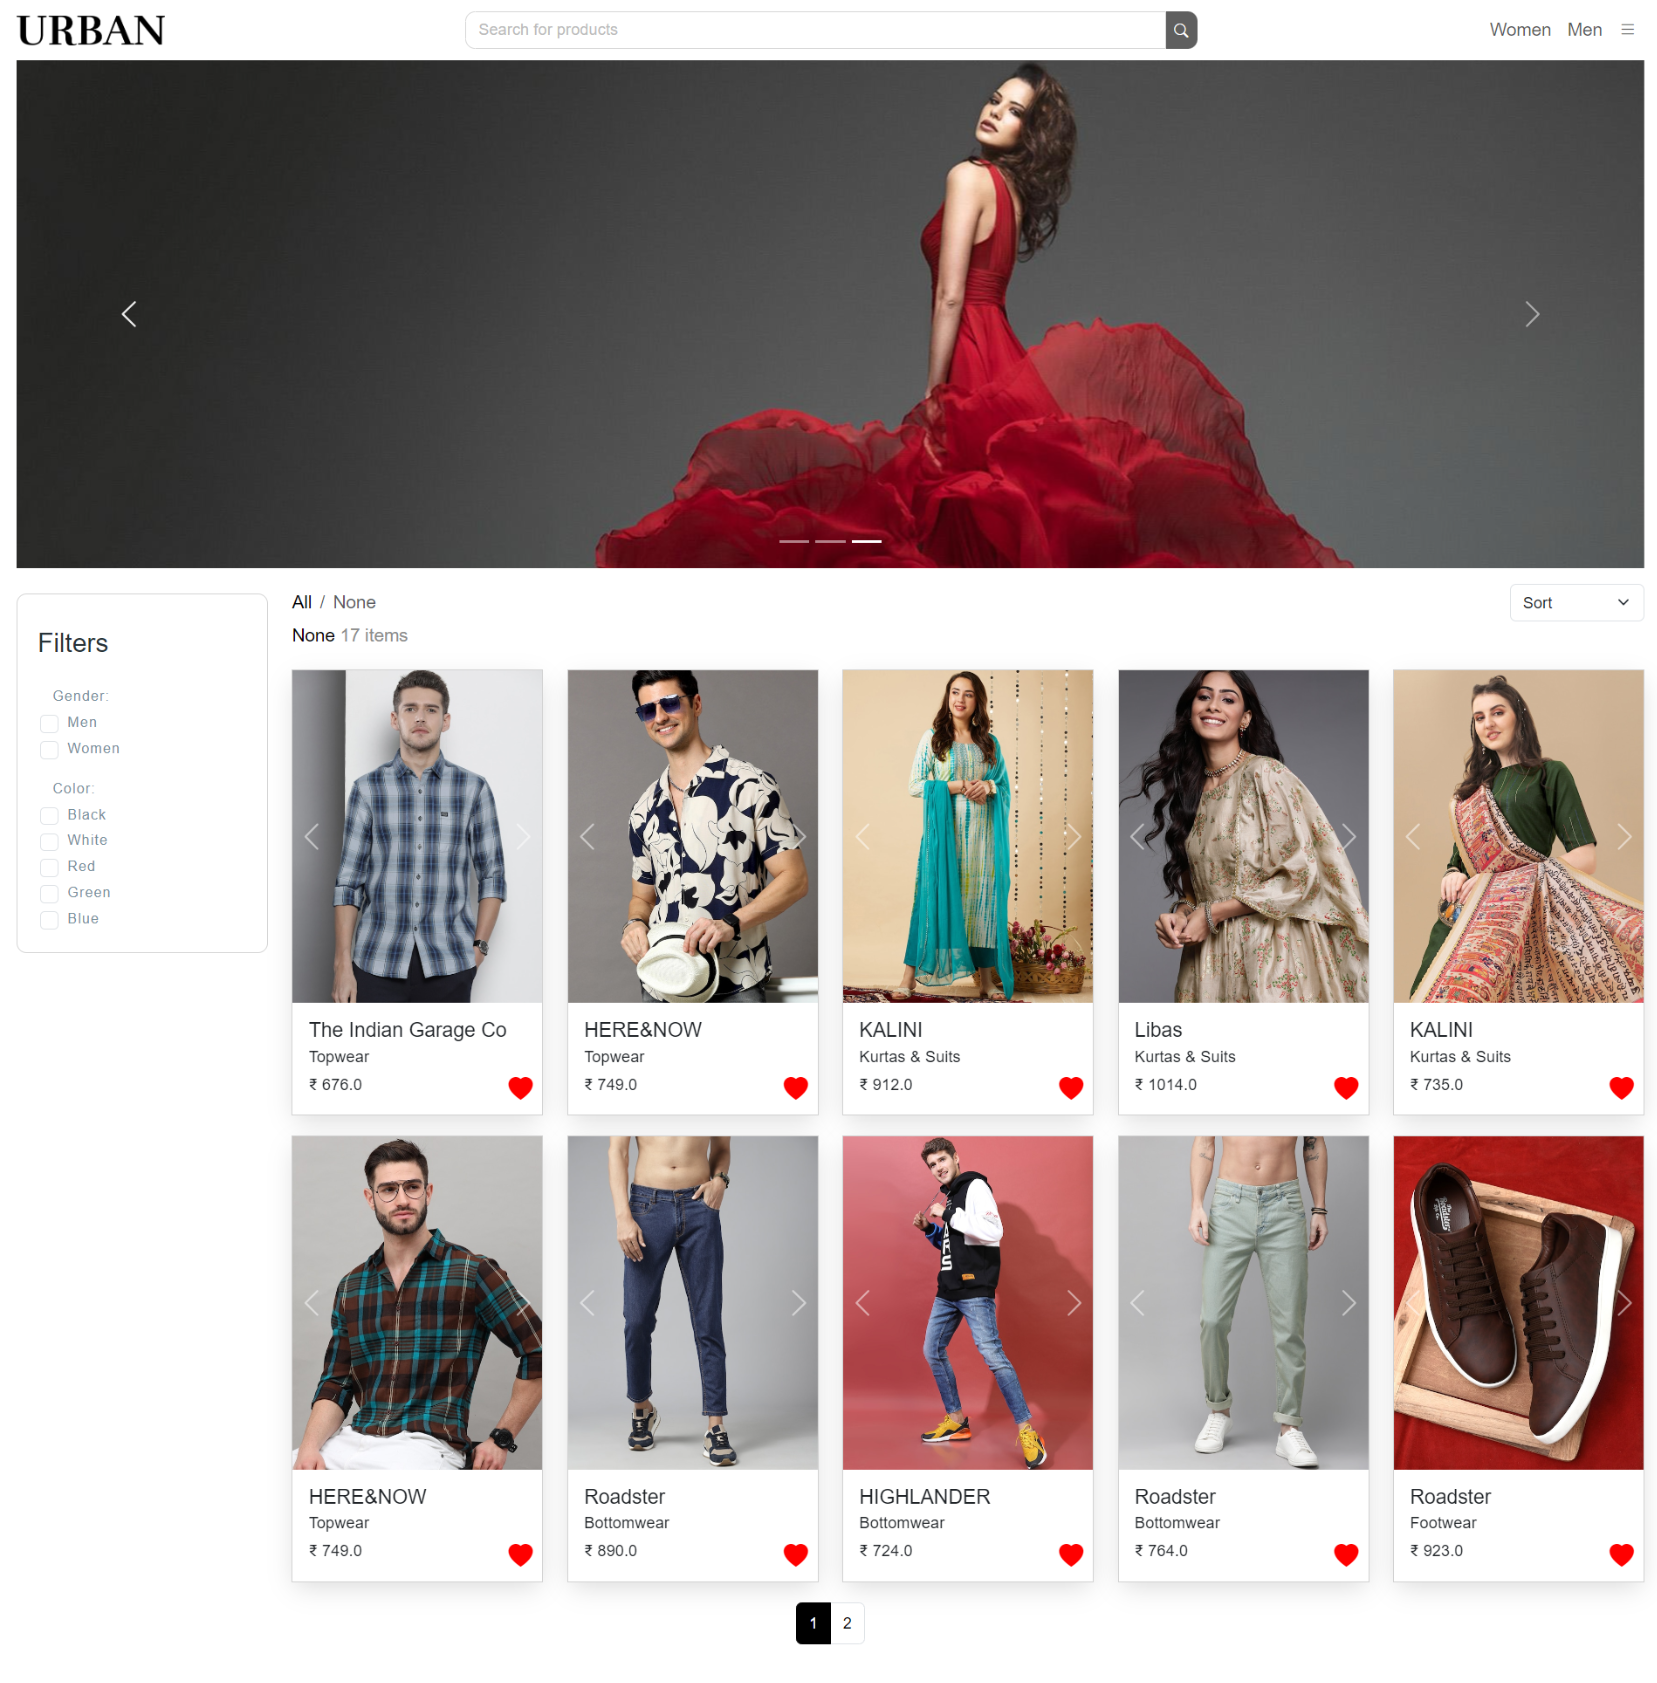 URBAN
Search for products
Women Men
All / None
Sort
None 17 items
Filters
Gender:
Men
Women
Color:
Black
White
Red
Green
Blue
The Indian Garage Co
Topwear
₹ 676.0
HERE&NOW
Topwear
₹ 749.0
KALINI
Kurtas & Suits
₹ 912.0
Libas
Kurtas & Suits
₹ 1014.0
KALINI
Kurtas & Suits
₹ 735.0
HERE&NOW
Topwear
₹ 749.0
Roadster
Bottomwear
₹ 890.0
HIGHLANDER
Bottomwear
₹ 724.0
Roadster
Bottomwear
₹ 764.0
Roadster
Footwear
₹ 923.0
1 2